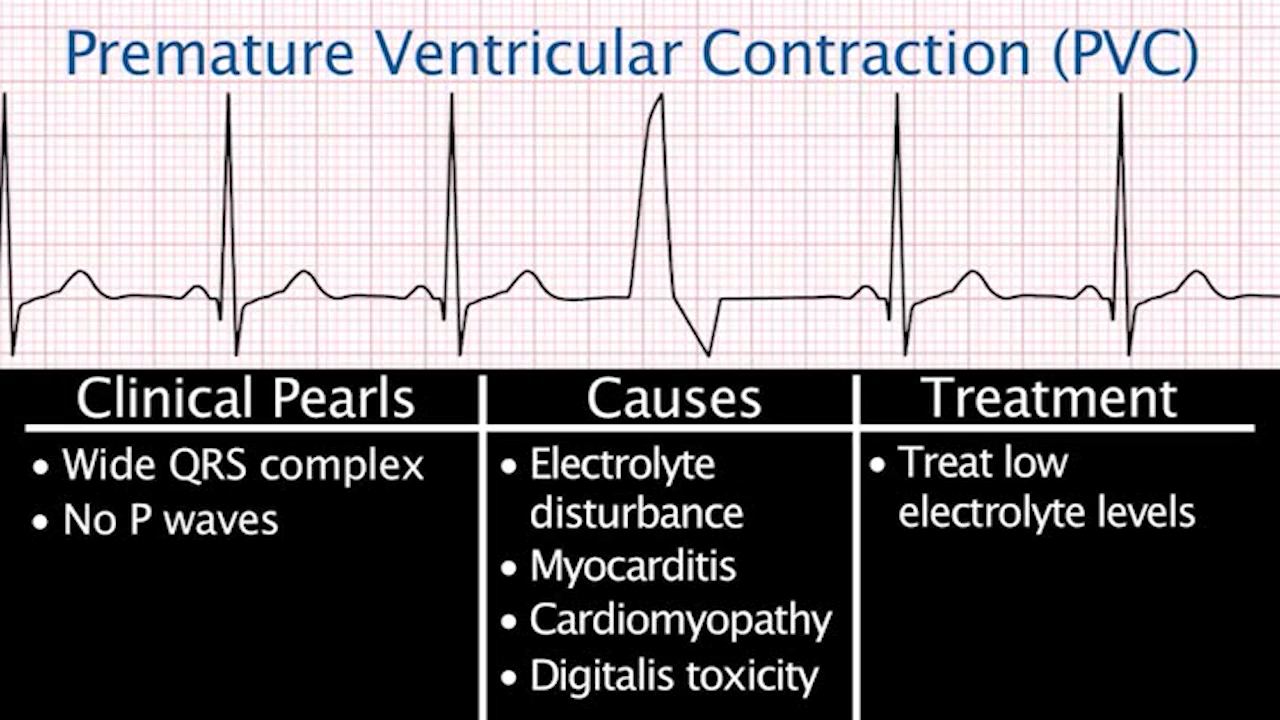 Premature Ventricular Contraction (PVC)
Clinical Pearls
• Wide QRS complex
• No P waves
Causes
• Electrolyte
disturbance
• Myocarditis
• Cardiomyopathy
• Digitalis toxicity
Treatment
• Treat low
electrolyte levels